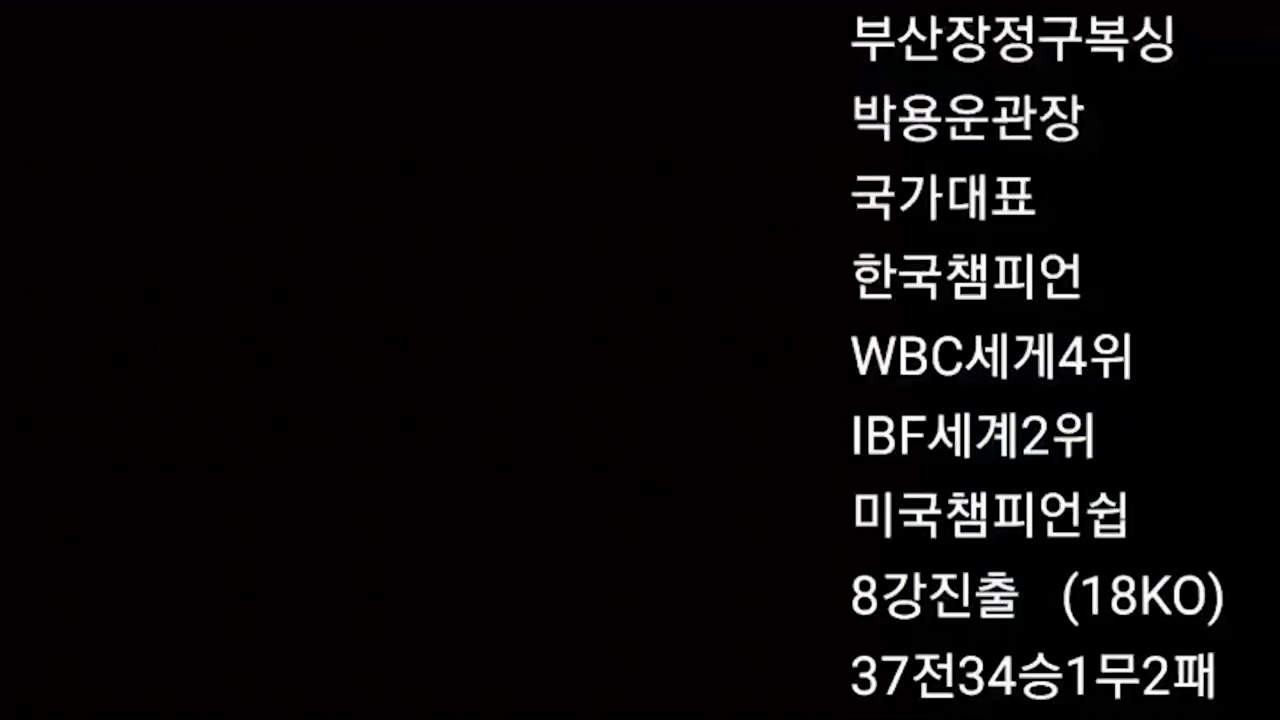 부산장정구복싱
박용운관장
국가대표
한국챔피언
WBC세게4위
IBF세계2위
미국챔피언쉽
8강진출 (18KO)
37전34승1무2패